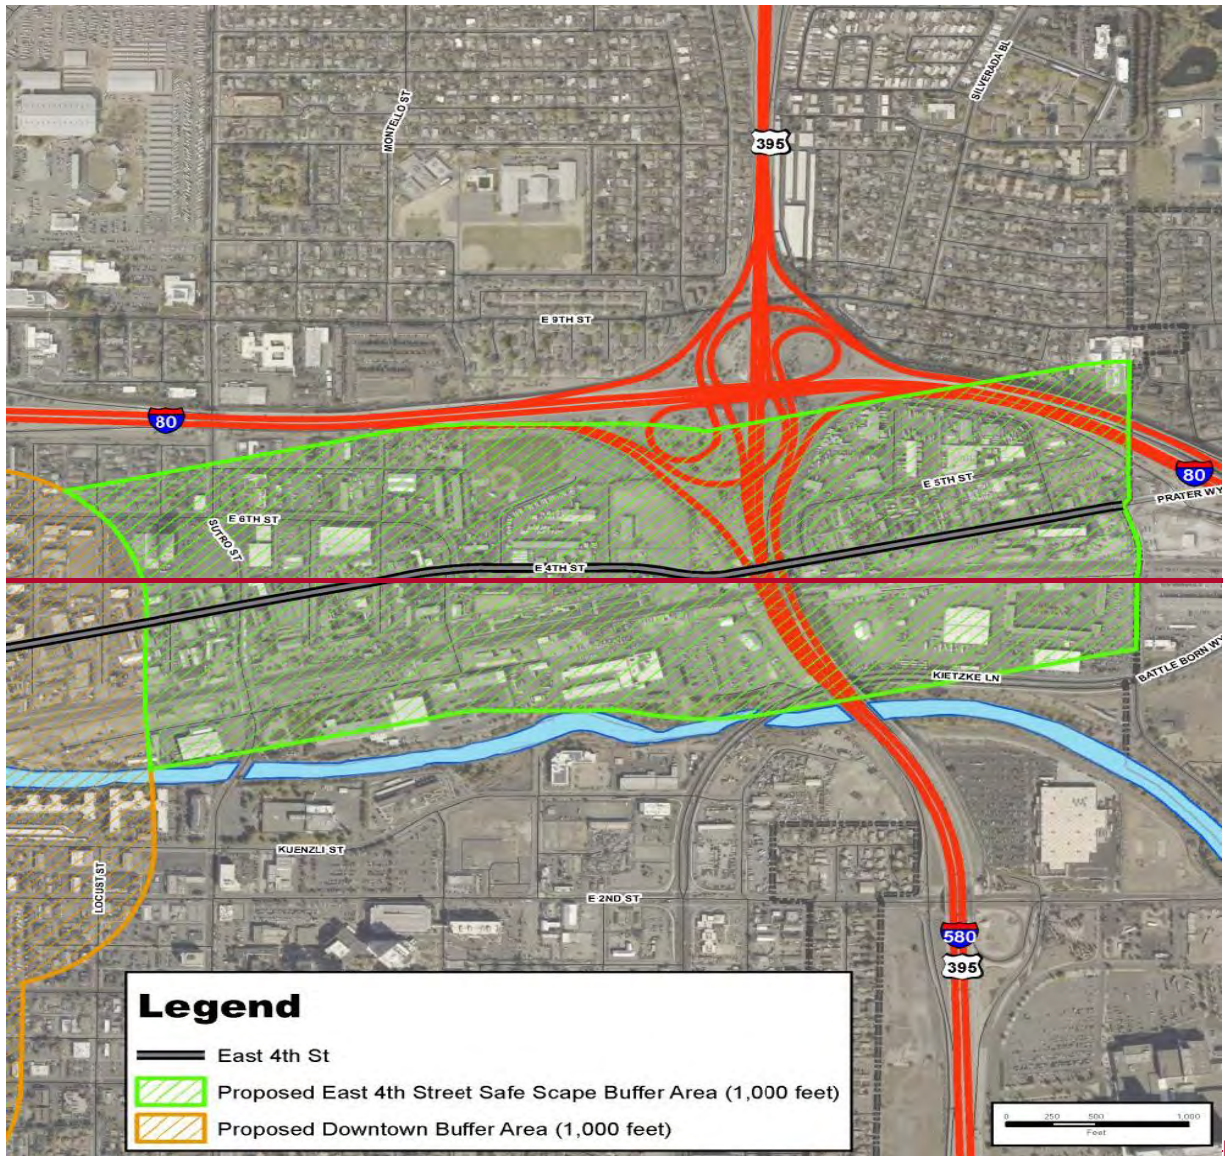 MONTELLO ST
SILVERADA BL
395
E 9TH ST
80
80
E 5TH ST
PRATER WY
E 6TH ST
SUTRO ST
E 4TH ST
KIETZKE LN
BATTLE BORN WY
KUENZLI ST
LOCUST ST
E 2ND ST
580
395
Legend
East 4th St
Proposed East 4th Street Safe Scape Buffer Area (1,000 feet)
Proposed Downtown Buffer Area (1,000 feet)
0 250 500 1,000
Feet